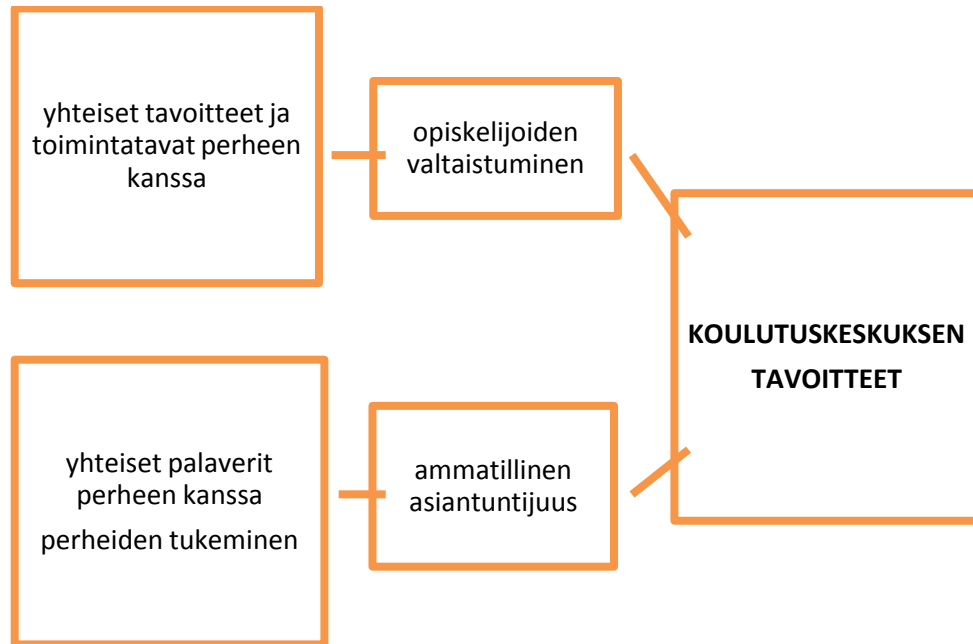 yhteiset tavoitteet ja
toimintatavat perheen
kanssa
opiskelijoiden
valtaistuminen
KOULUTUSKESKUKSEN
TAVOITTEET
yhteiset palaverit
perheen kanssa
perheiden tukeminen
ammatillinen
asiantuntijuus